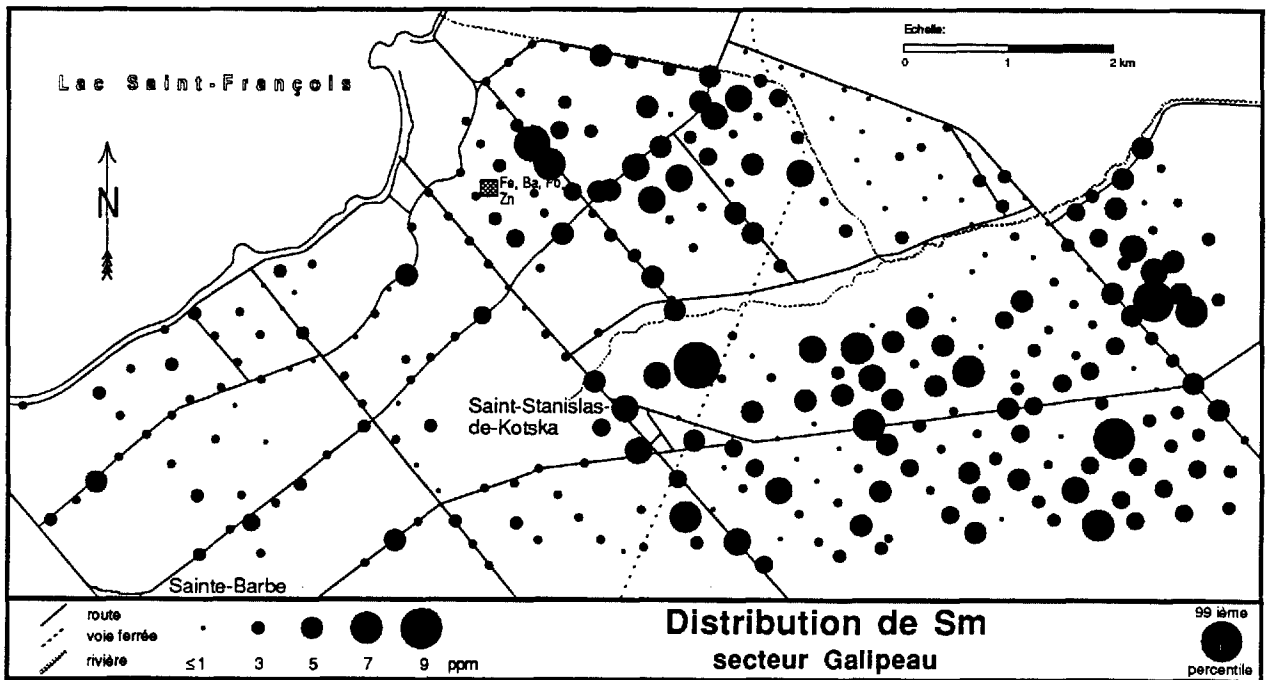 Lac Saint-François
Echelle:
0 1 2 km
N
Fe, Ba, Pb,
Zn
Saint-Stanislas-
de-Kotska
Sainte-Barbe
route
voie ferrée
rivière
≤1 3 5 7 9 ppm
Distribution de Sm
secteur Galipeau
99 ième
percentile